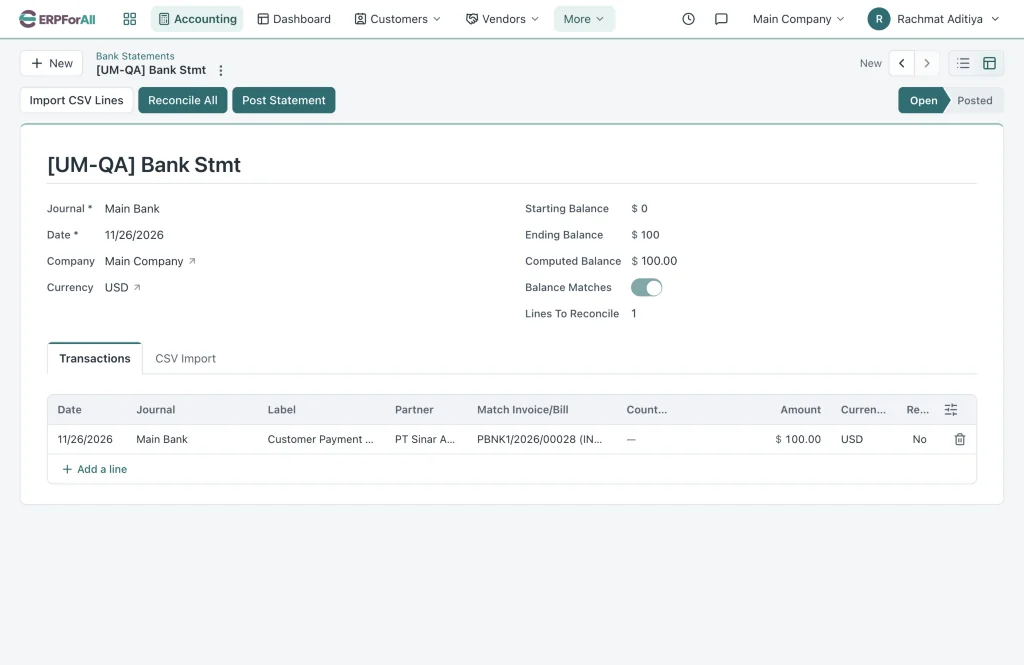 ERPForAll
Accounting
Dashboard
Customers
Vendors
More
Main Company
R
Rachmat Aditiya
New
Bank Statements
[UM-QA] Bank Stmt
New
Import CSV Lines
Reconcile All
Post Statement
Open
Posted
[UM-QA] Bank Stmt
Journal * Main Bank
Date * 11/26/2026
Company Main Company
Currency USD
Starting Balance $ 0
Ending Balance $ 100
Computed Balance $ 100.00
Balance Matches
Lines To Reconcile 1
Transactions
CSV Import
Date Journal Label Partner Match Invoice/Bill Count... Amount Curren... Re...
11/26/2026 Main Bank Customer Payment ... PT Sinar A... PBNK1/2026/00028 (IN... — $ 100.00 USD No
Add a line